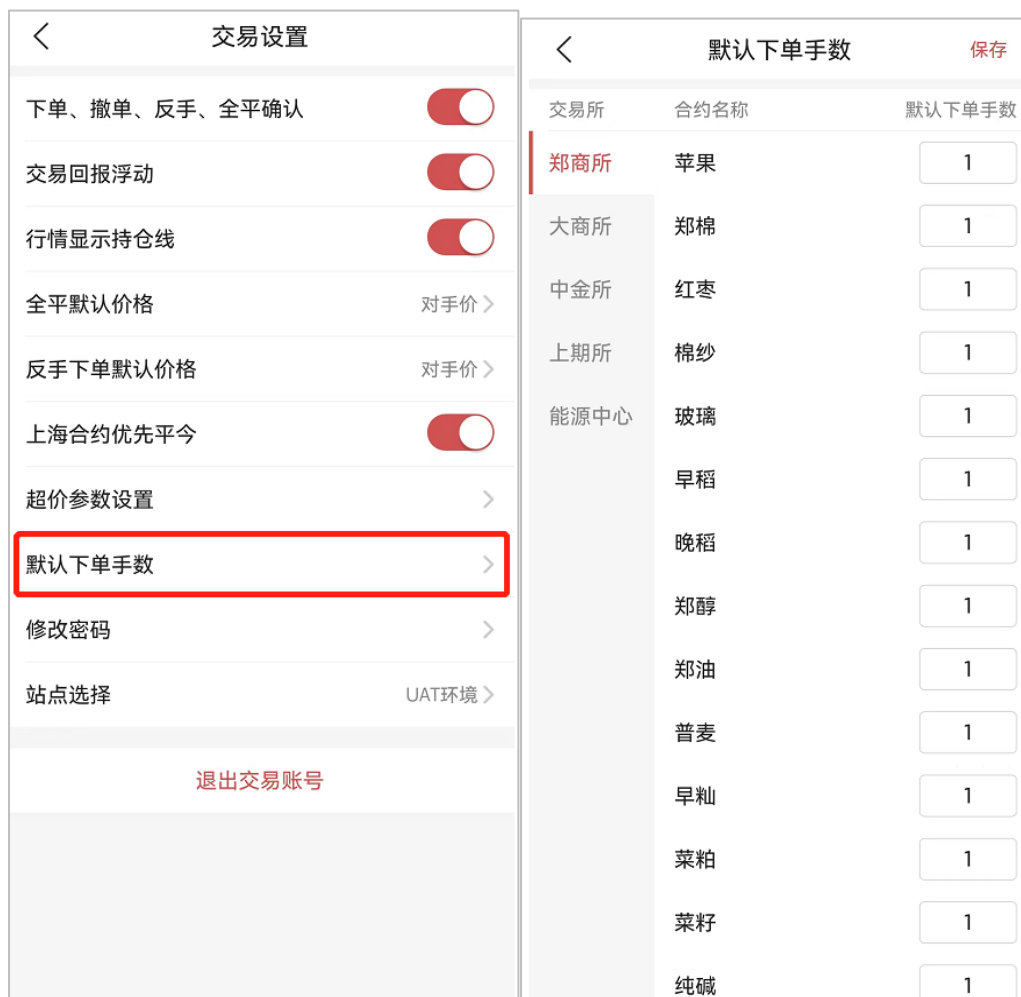 交易设置
下单、撤单、反手、全平确认
交易回报浮动
行情显示持仓线
全平默认价格 对手价
反手下单默认价格 对手价
上海合约优先平今
超价参数设置
默认下单手数
修改密码
站点选择 UAT环境
退出交易账号
默认下单手数 保存
交易所 合约名称 默认下单手数
郑商所 苹果 1
大商所 郑棉 1
中金所 红枣 1
上期所 棉纱 1
能源中心 玻璃 1
早稻 1
晚稻 1
郑醇 1
郑油 1
普麦 1
早籼 1
菜粕 1
菜籽 1
纯碱 1